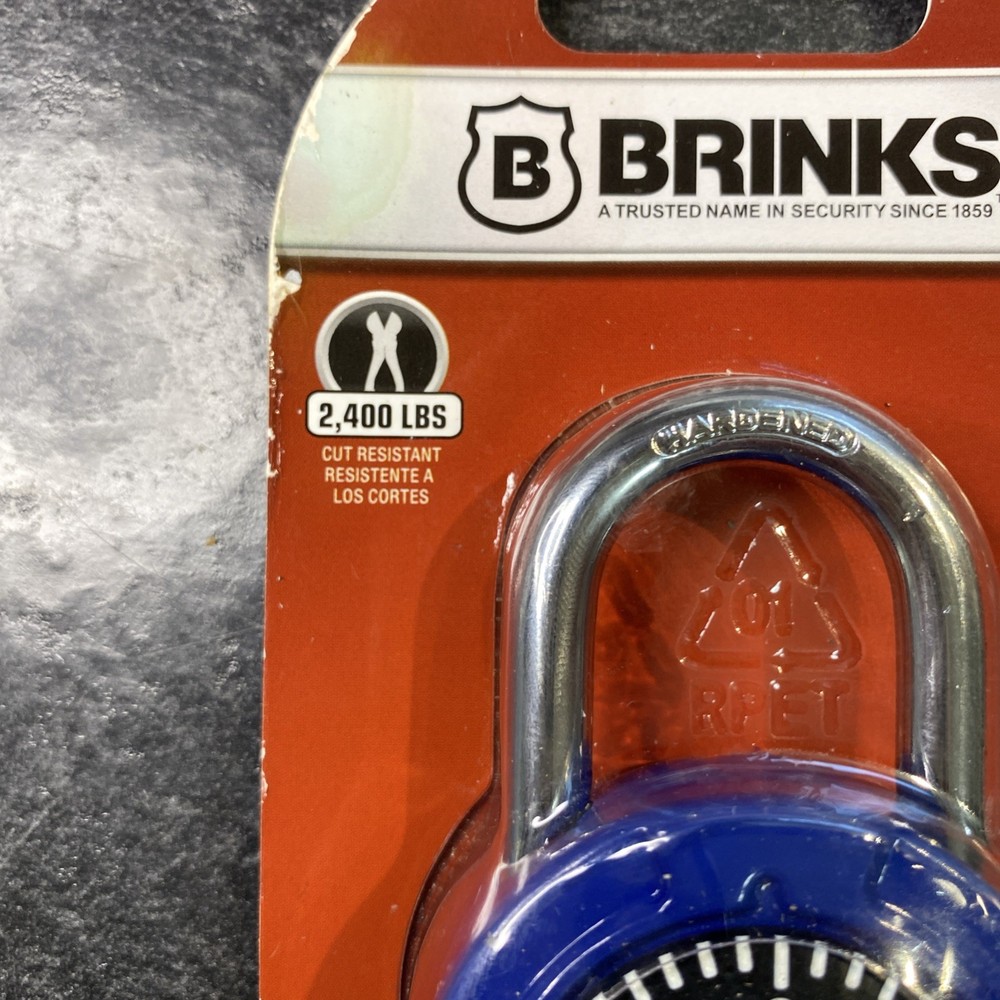 B BRINKS
A TRUSTED NAME IN SECURITY SINCE 1859
2,400 LBS
CUT RESISTANT
RESISTENTE A
LOS CORTES
HARDENED
01
RPET